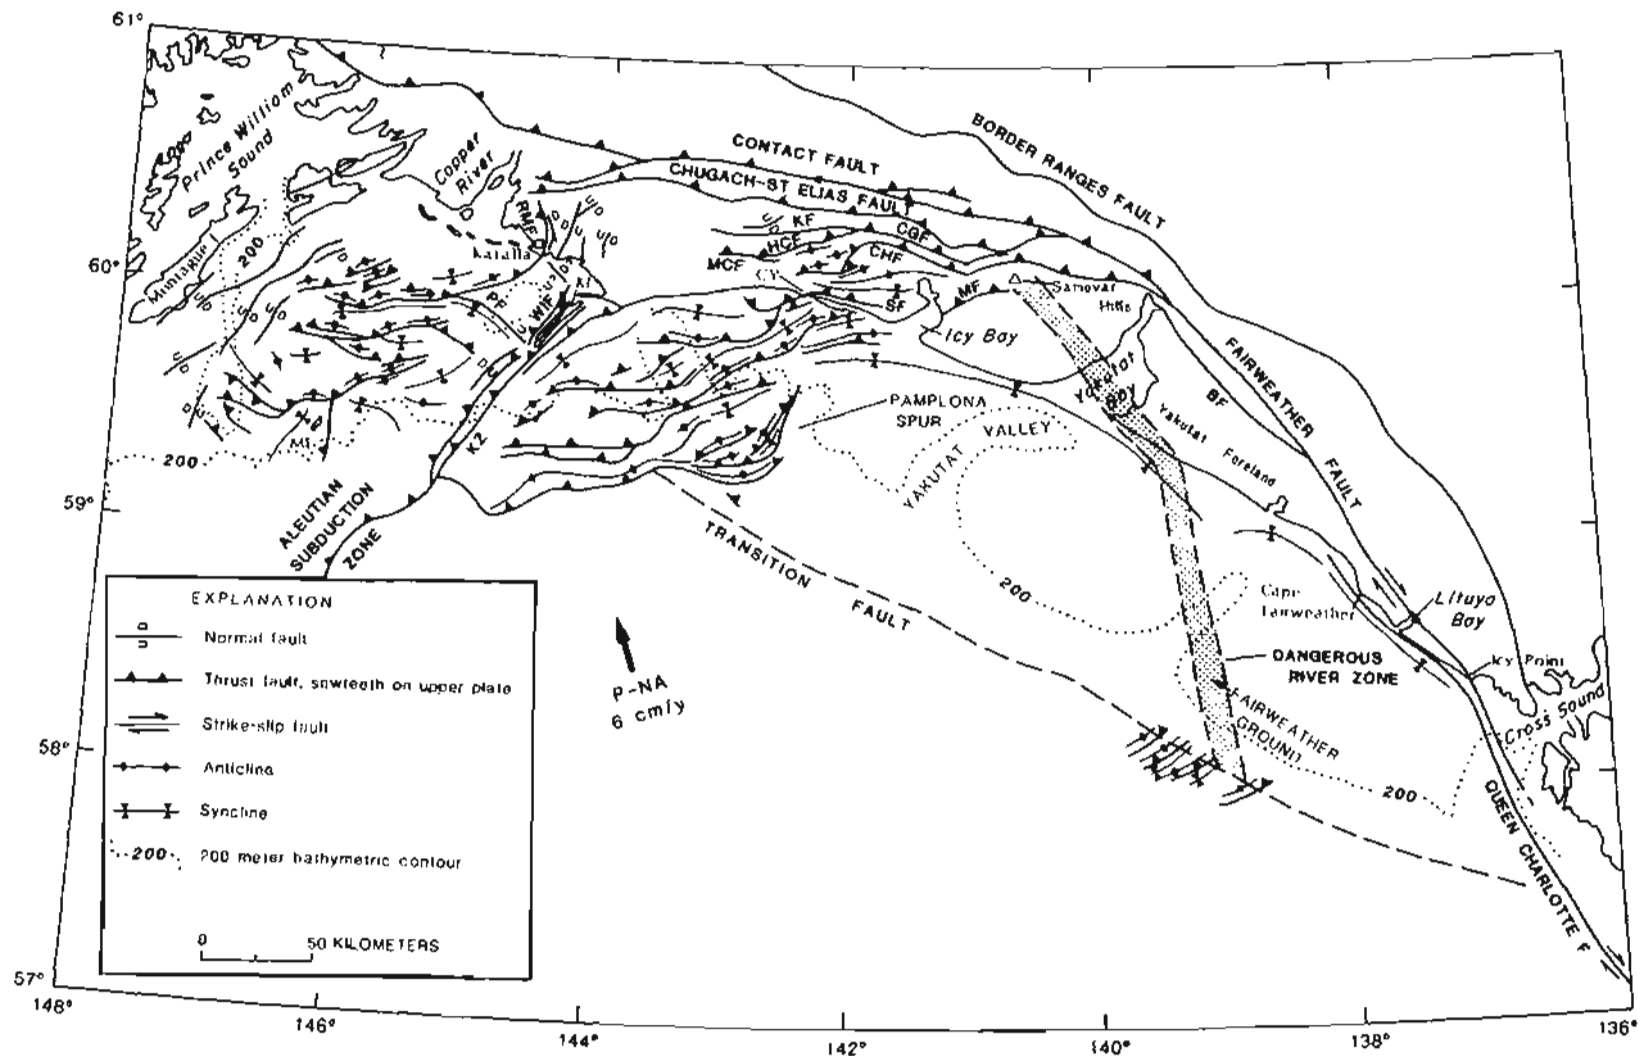 61°
Prince William
Sound
Copper
River
CONTACT FAULT
BORDER RANGES FAULT
CHUGACH-ST ELIAS FAULT
200
RMF
Katalla
KF
HCF
MCF
CGF
CHF
60°
Montague I
U/D
U/D
U/D
U/D
U/D
U/D
D
U
U/D
PF
WIF
KI
CY
SF
MF
Samovar
Hills
Icy Bay
Yakutat
Bay
FAIRWEATHER
FAULT
BF
Yakutat
Foreland
PAMPLONA
SPUR
YAKUTAT VALLEY
MI
KZ
200
59°
ALEUTIAN
SUBDUCTION
ZONE
TRANSITION
FAULT
200
Cape
Fairweather
Lituya
Bay
Icy Point
Cross Sound
DANGEROUS
RIVER ZONE
P-NA
6 cm/y
FAIRWEATHER
GROUND
200
QUEEN CHARLOTTE F
58°
EXPLANATION
D
U
Normal fault
Thrust fault, sawteeth on upper plate
Strike-slip fault
Anticline
Syncline
200
200 meter bathymetric contour
0 50 KILOMETERS
57°
148°
146°
144°
142°
140°
138°
136°